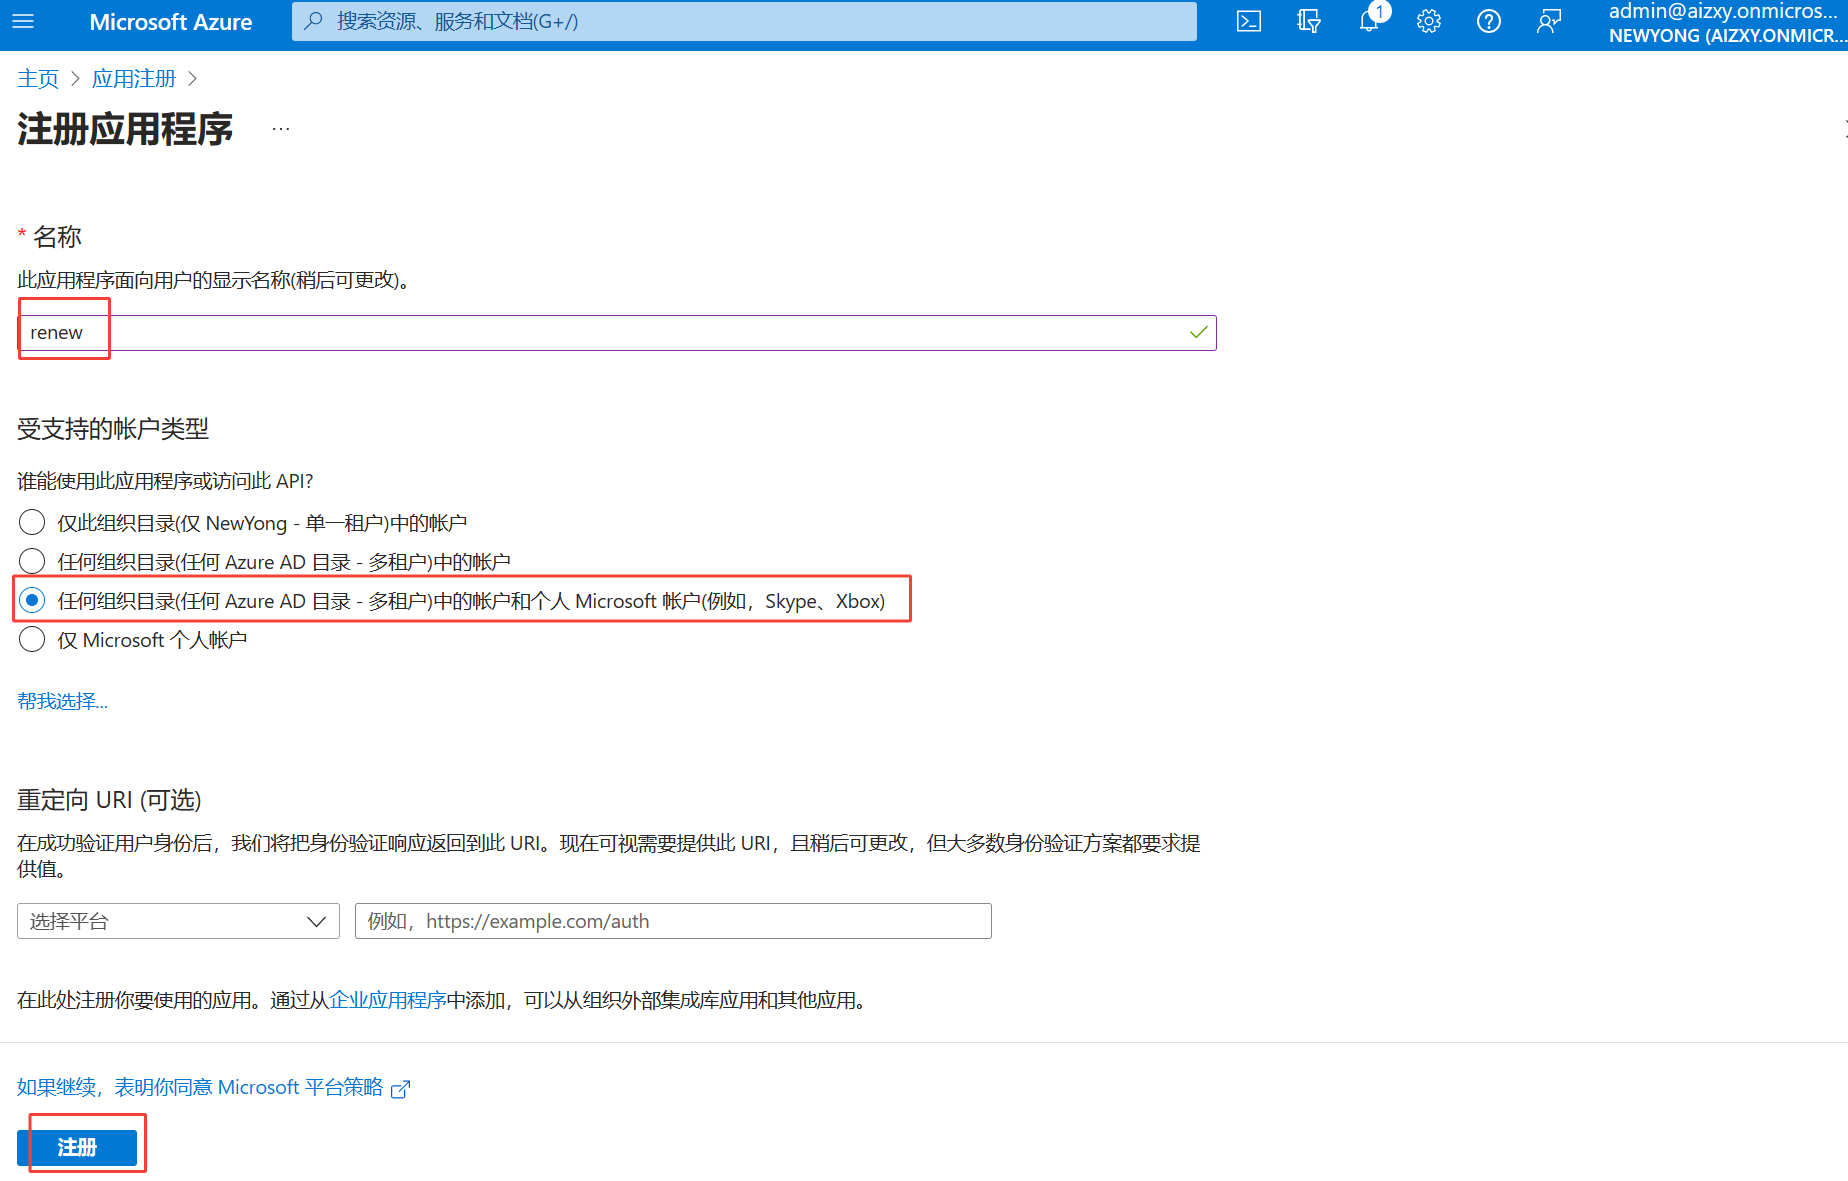 Microsoft Azure
搜索资源、服务和文档(G+/)
1
admin@aizxy.onmicros...
NEWYONG (AIZXY.ONMICR...
主页 > 应用注册 >
注册应用程序 ...
* 名称
此应用程序面向用户的显示名称(稍后可更改)。
renew
受支持的帐户类型
谁能使用此应用程序或访问此 API?
仅此组织目录(仅 NewYong - 单一租户)中的帐户
任何组织目录(任何 Azure AD 目录 - 多租户)中的帐户
任何组织目录(任何 Azure AD 目录 - 多租户)中的帐户和个人 Microsoft 帐户(例如，Skype、Xbox)
仅 Microsoft 个人帐户
帮我选择...
重定向 URI (可选)
在成功验证用户身份后，我们将把身份验证响应返回到此 URI。现在可视需要提供此 URI，且稍后可更改，但大多数身份验证方案都要求提
供值。
选择平台
例如，https://example.com/auth
在此处注册你要使用的应用。通过从企业应用程序中添加，可以从组织外部集成库应用和其他应用。
如果继续，表明你同意 Microsoft 平台策略
注册